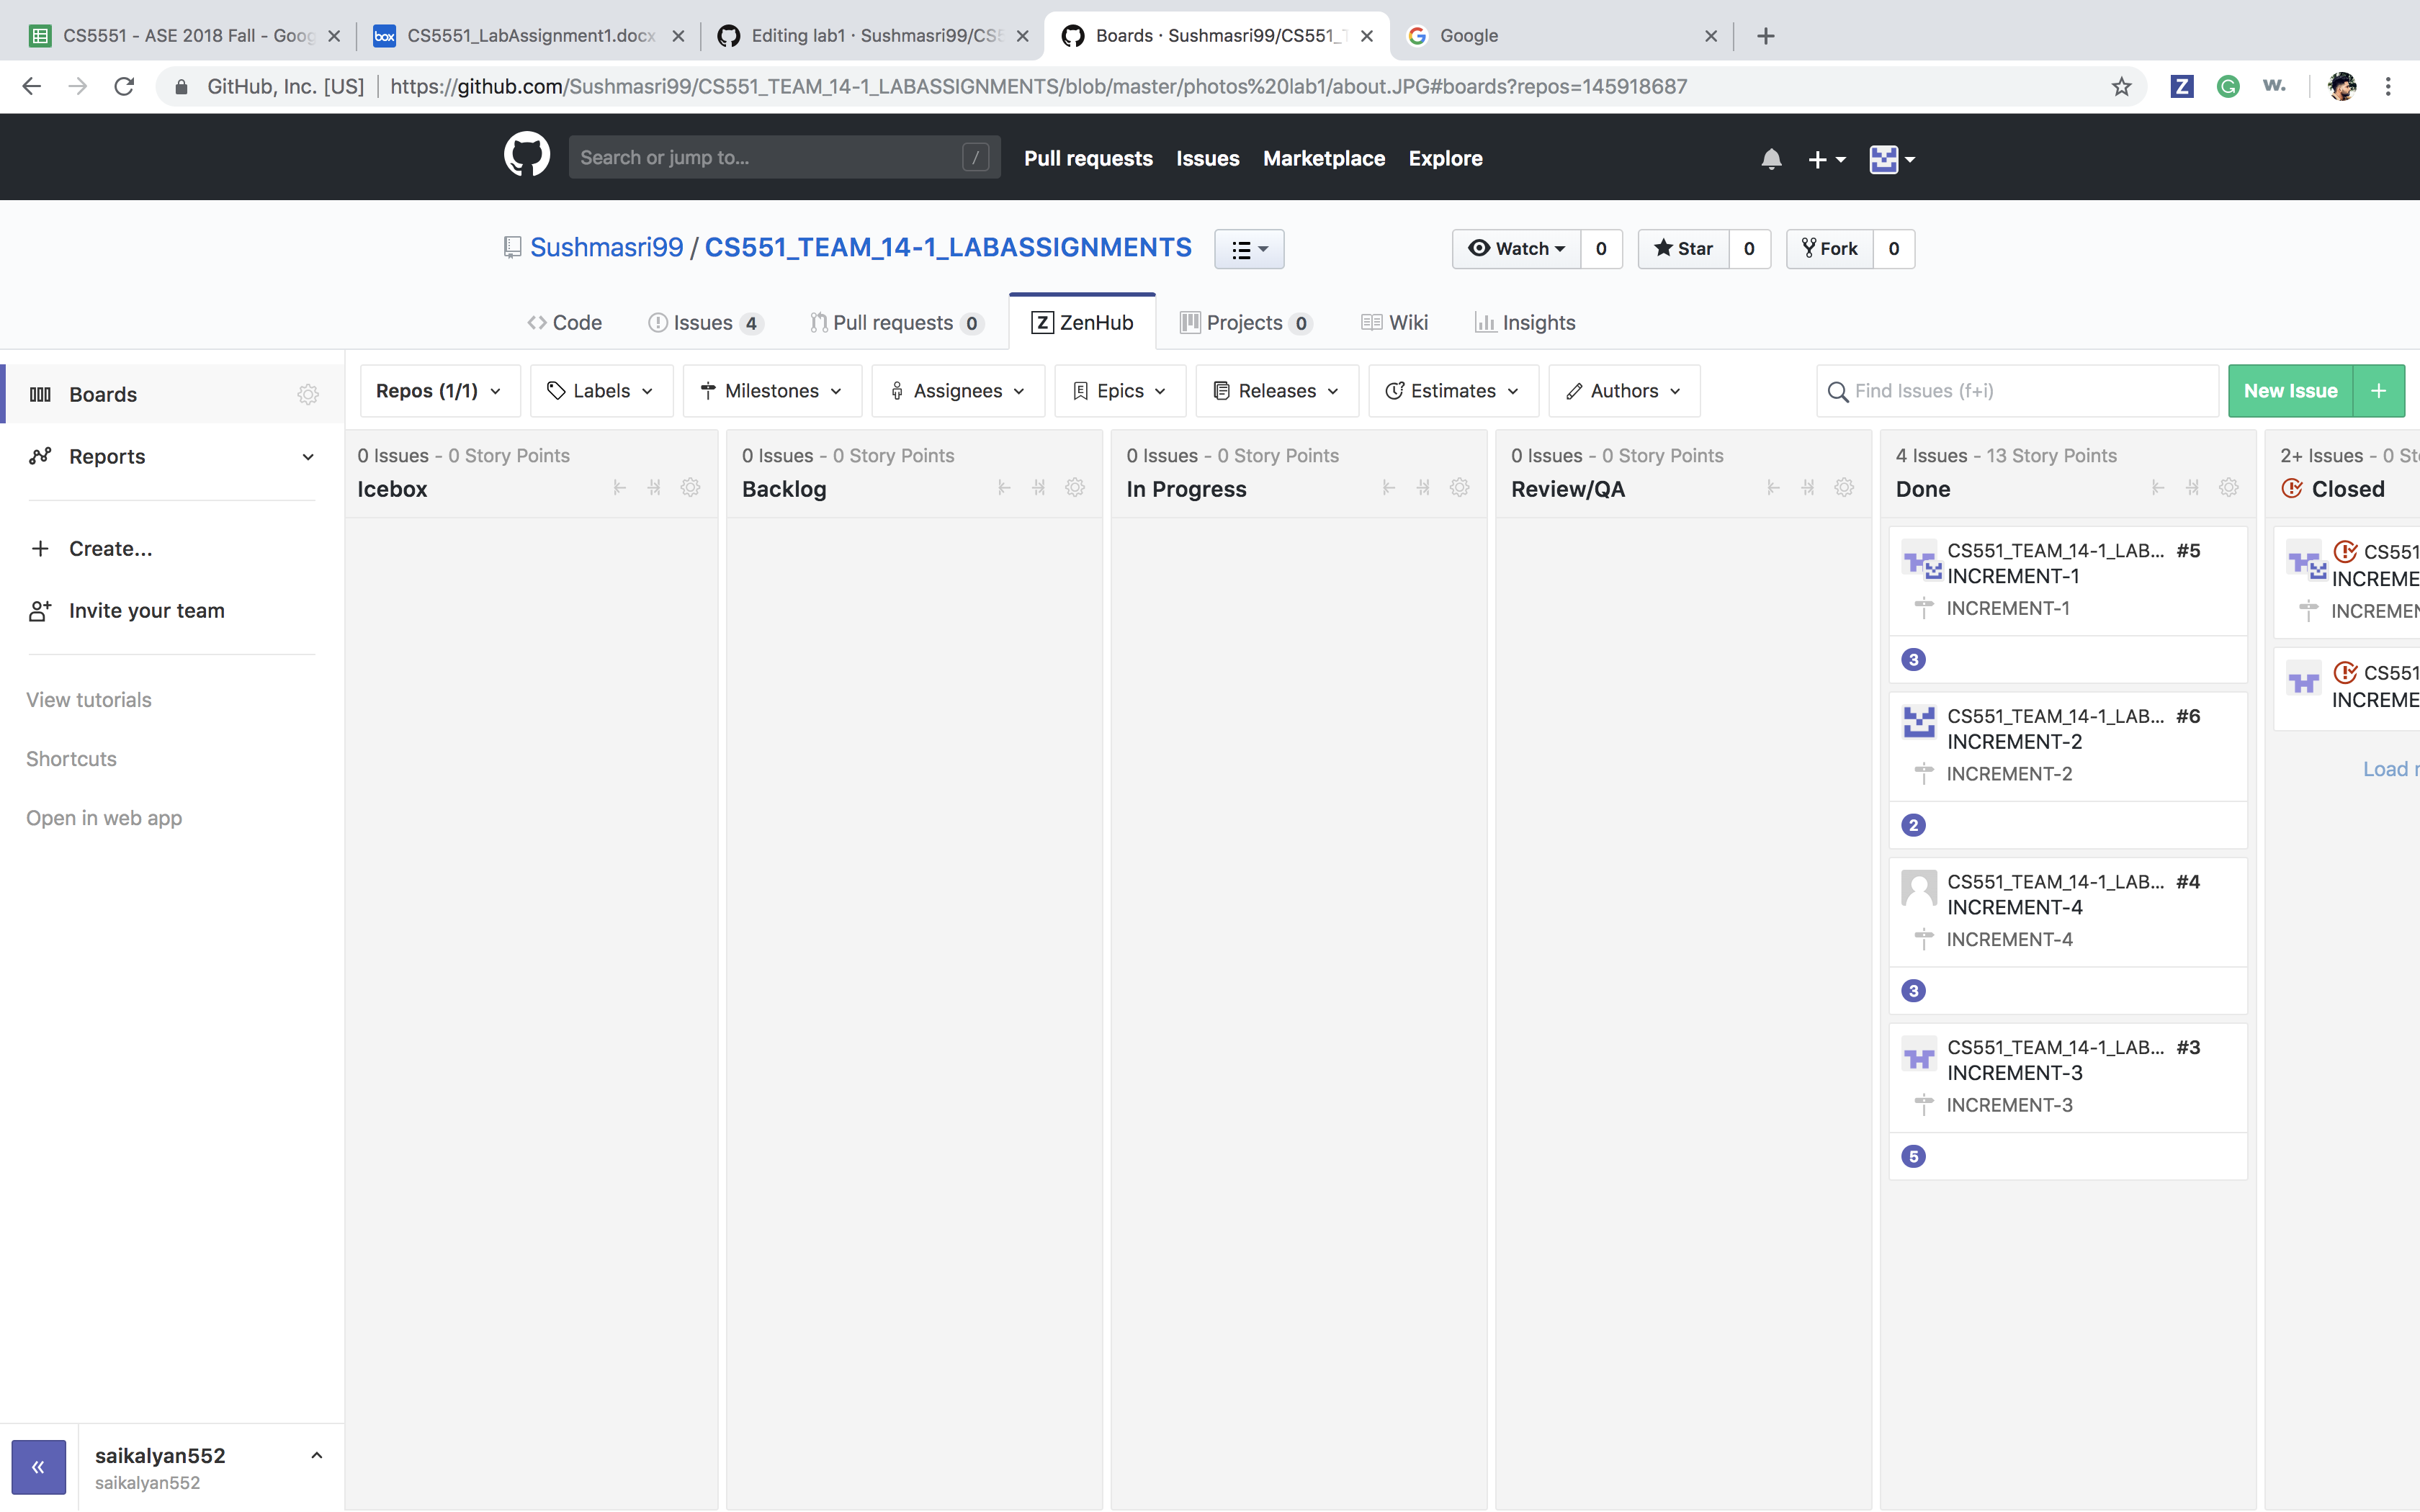 CS5551 - ASE 2018 Fall - Goog
box CS5551_LabAssignment1.docx
Editing lab1 · Sushmasri99/CS5
Boards · Sushmasri99/CS551_T
Google
GitHub, Inc. [US] https://github.com/Sushmasri99/CS551_TEAM_14-1_LABASSIGNMENTS/blob/master/photos%20lab1/about.JPG#boards?repos=145918687
Z G w.
Search or jump to... /
Pull requests Issues Marketplace Explore
Sushmasri99 / CS551_TEAM_14-1_LABASSIGNMENTS
Watch 0 Star 0 Fork 0
Code Issues 4 Pull requests 0 Z ZenHub Projects 0 Wiki Insights
Boards
Reports
Create...
Invite your team
View tutorials
Shortcuts
Open in web app
saikalyan552
saikalyan552
Repos (1/1) Labels Milestones Assignees Epics Releases Estimates Authors
Find Issues (f+i)
New Issue +
0 Issues - 0 Story Points
Icebox
0 Issues - 0 Story Points
Backlog
0 Issues - 0 Story Points
In Progress
0 Issues - 0 Story Points
Review/QA
4 Issues - 13 Story Points
Done
CS551_TEAM_14-1_LAB... #5
INCREMENT-1
INCREMENT-1
3
CS551_TEAM_14-1_LAB... #6
INCREMENT-2
INCREMENT-2
2
CS551_TEAM_14-1_LAB... #4
INCREMENT-4
INCREMENT-4
3
CS551_TEAM_14-1_LAB... #3
INCREMENT-3
INCREMENT-3
5
2+ Issues - 0 St
Closed
CS551
INCREME
INCREMEN
CS551
INCREME
Load